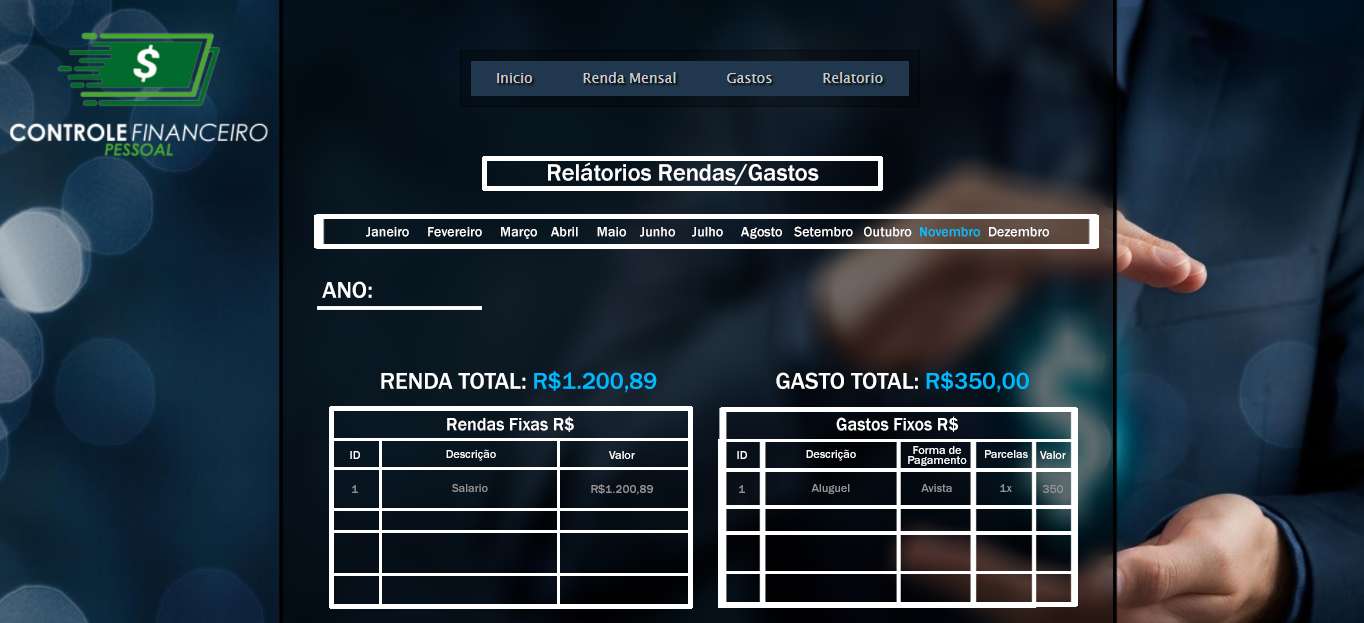 $
CONTROLE FINANCEIRO
PESSOAL
Inicio Renda Mensal Gastos Relatorio
Relátorios Rendas/Gastos
Janeiro Fevereiro Março Abril Maio Junho Julho Agosto Setembro Outubro Novembro Dezembro
ANO:
RENDA TOTAL: R$1.200,89
Rendas Fixas R$
ID Descrição Valor
1 Salario R$1.200,89
GASTO TOTAL: R$350,00
Gastos Fixos R$
ID Descrição Forma de Pagamento Parcelas Valor
1 Aluguel Avista 1x 350
$